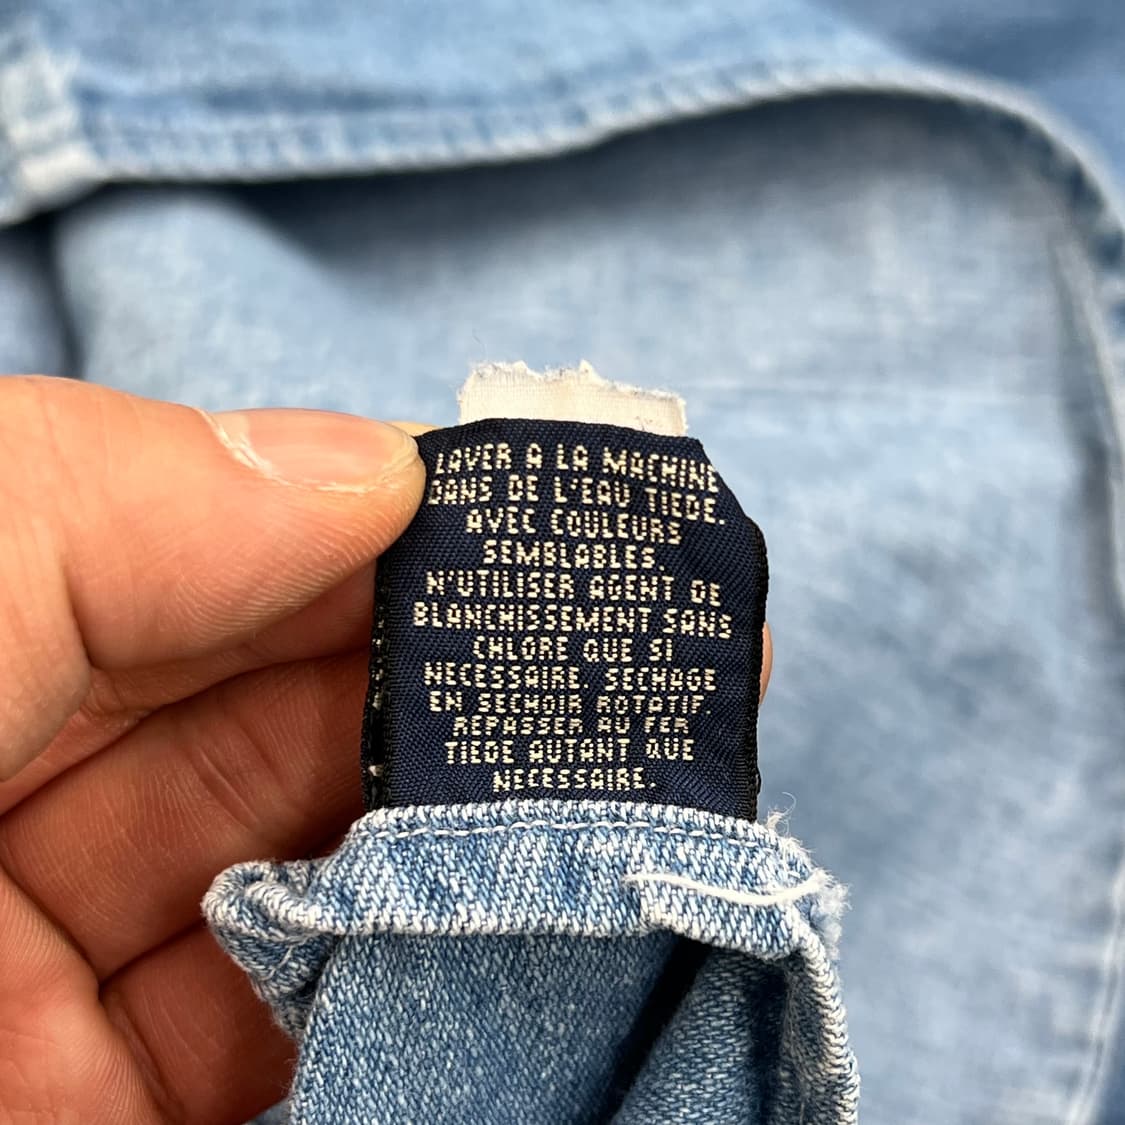 LAVER A LA MACHINE
DANS DE L'EAU TIEDE.
AVEC COULEURS
SEMBLABLES.
N'UTILISER AGENT DE
BLANCHISSEMENT SANS
CHLORE QUE SI
NECESSAIRE. SECHAGE
EN SECHOIR ROTATIF.
REPASSER AU FER
TIEDE AUTANT QUE
NECESSAIRE.